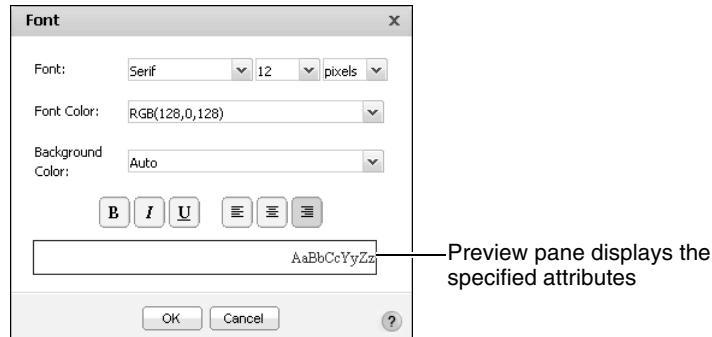 Font x
Font: Serif 12 pixels
Font Color: RGB(128,0,128)
Background
Color: Auto
B I U
AaBbCcYyZz
Preview pane displays the
specified attributes
OK Cancel ?